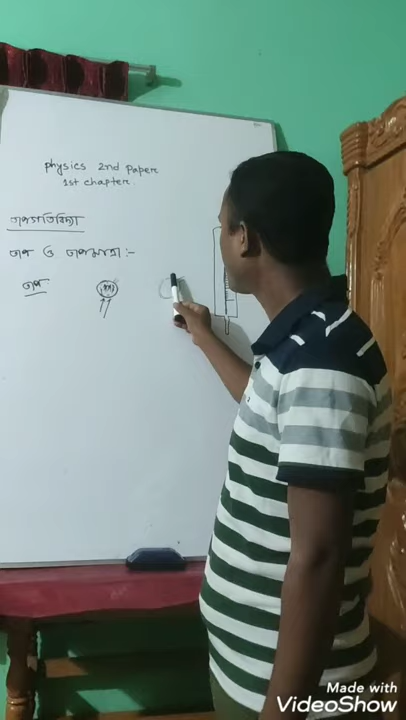 physics 2nd Paper
1st chapter.
তাপগতিবিদ্যা
তাপ ও তাপমাত্রা :-
তাপ
Made with
VideoShow